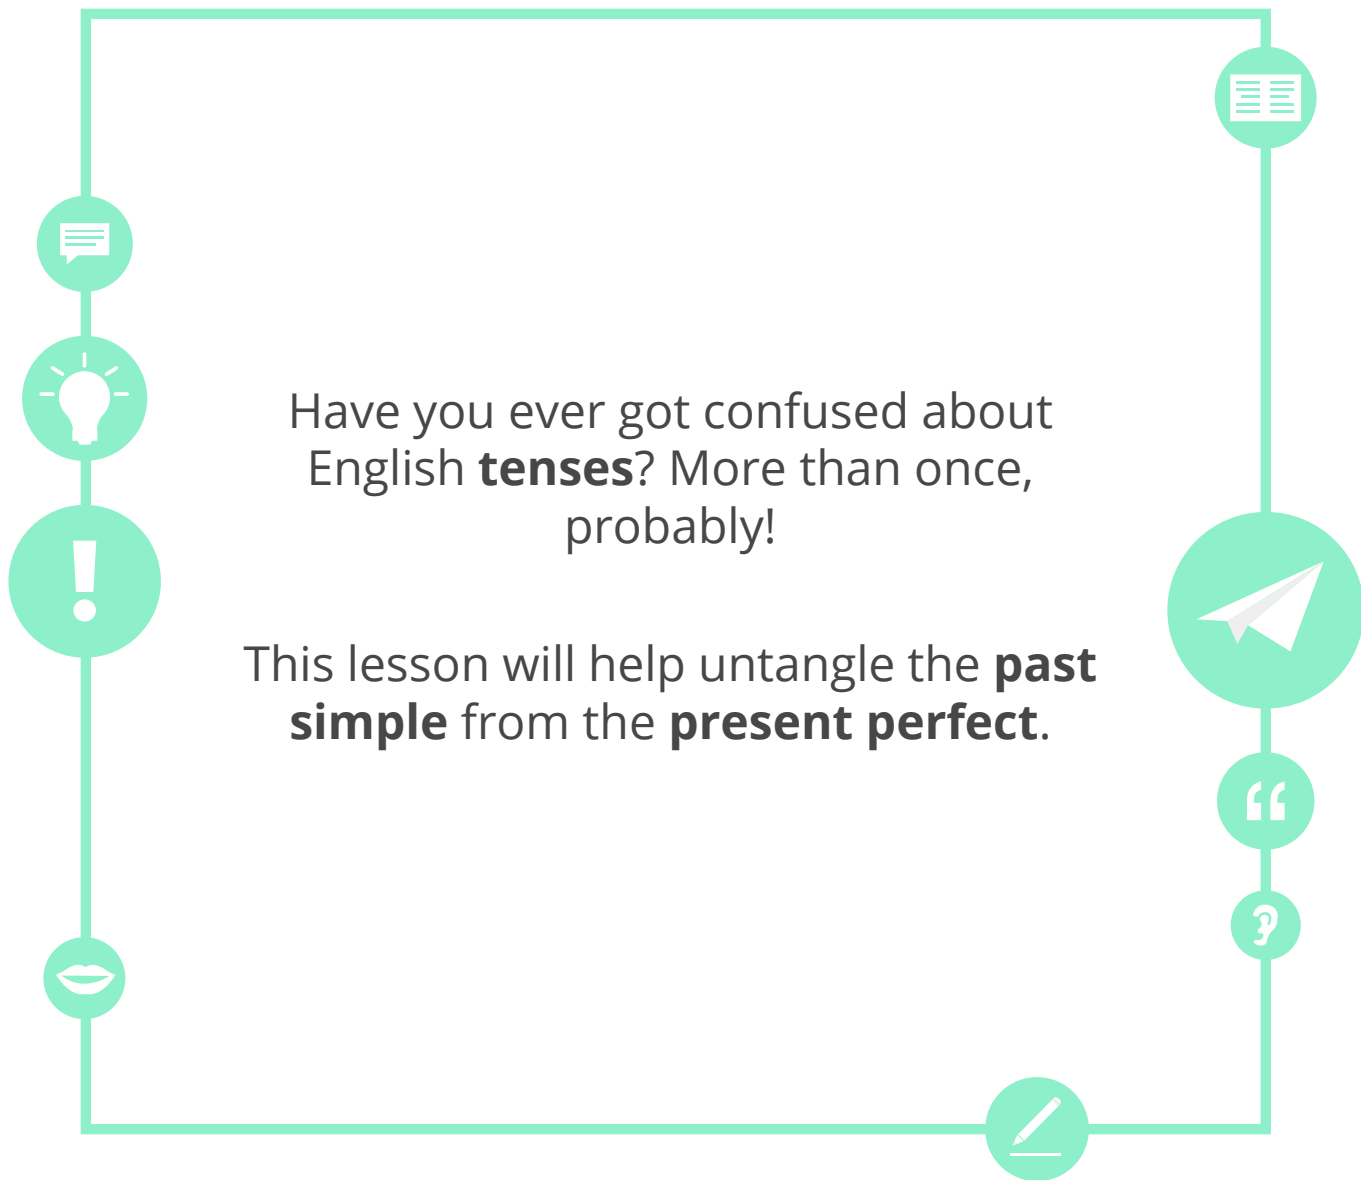 Have you ever got confused about
English tenses? More than once,
probably!
This lesson will help untangle the past
simple from the present perfect.